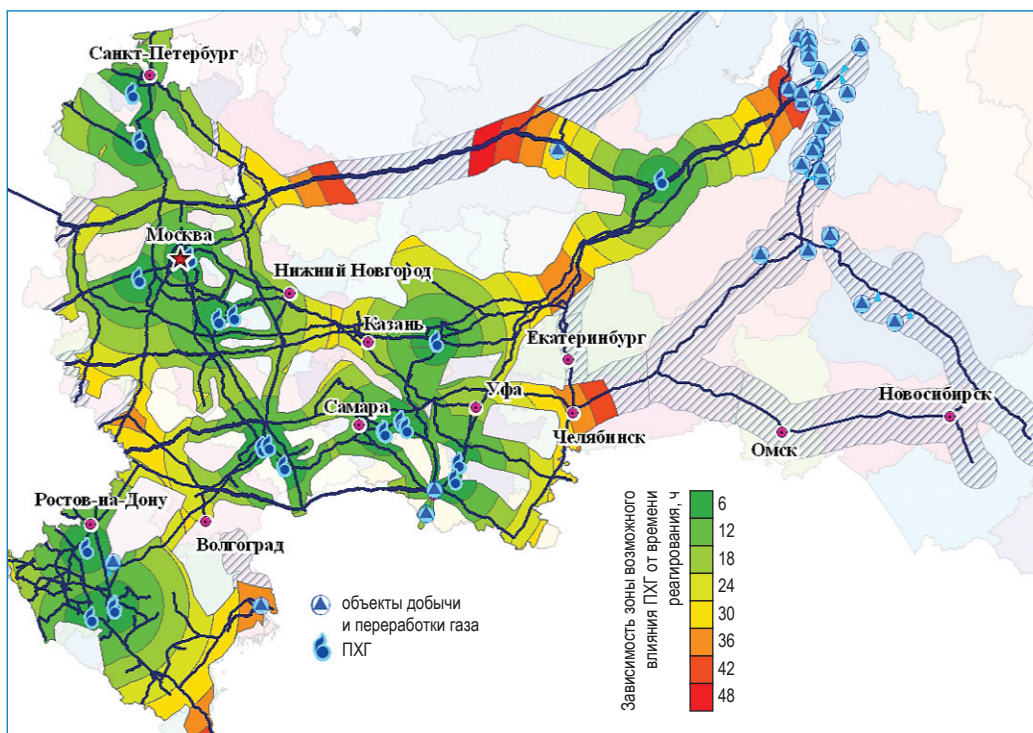 Санкт-Петербург
Москва
Нижний Новгород
Казань
Екатеринбург
Уфа
Самара
Челябинск
Новосибирск
Омск
Ростов-на-Дону
Волгоград
объекты добычи
и переработки газа
ПХГ
Зависимость зоны возможного
влияния ПХГ от времени
реагирования, ч
6
12
18
24
30
36
42
48